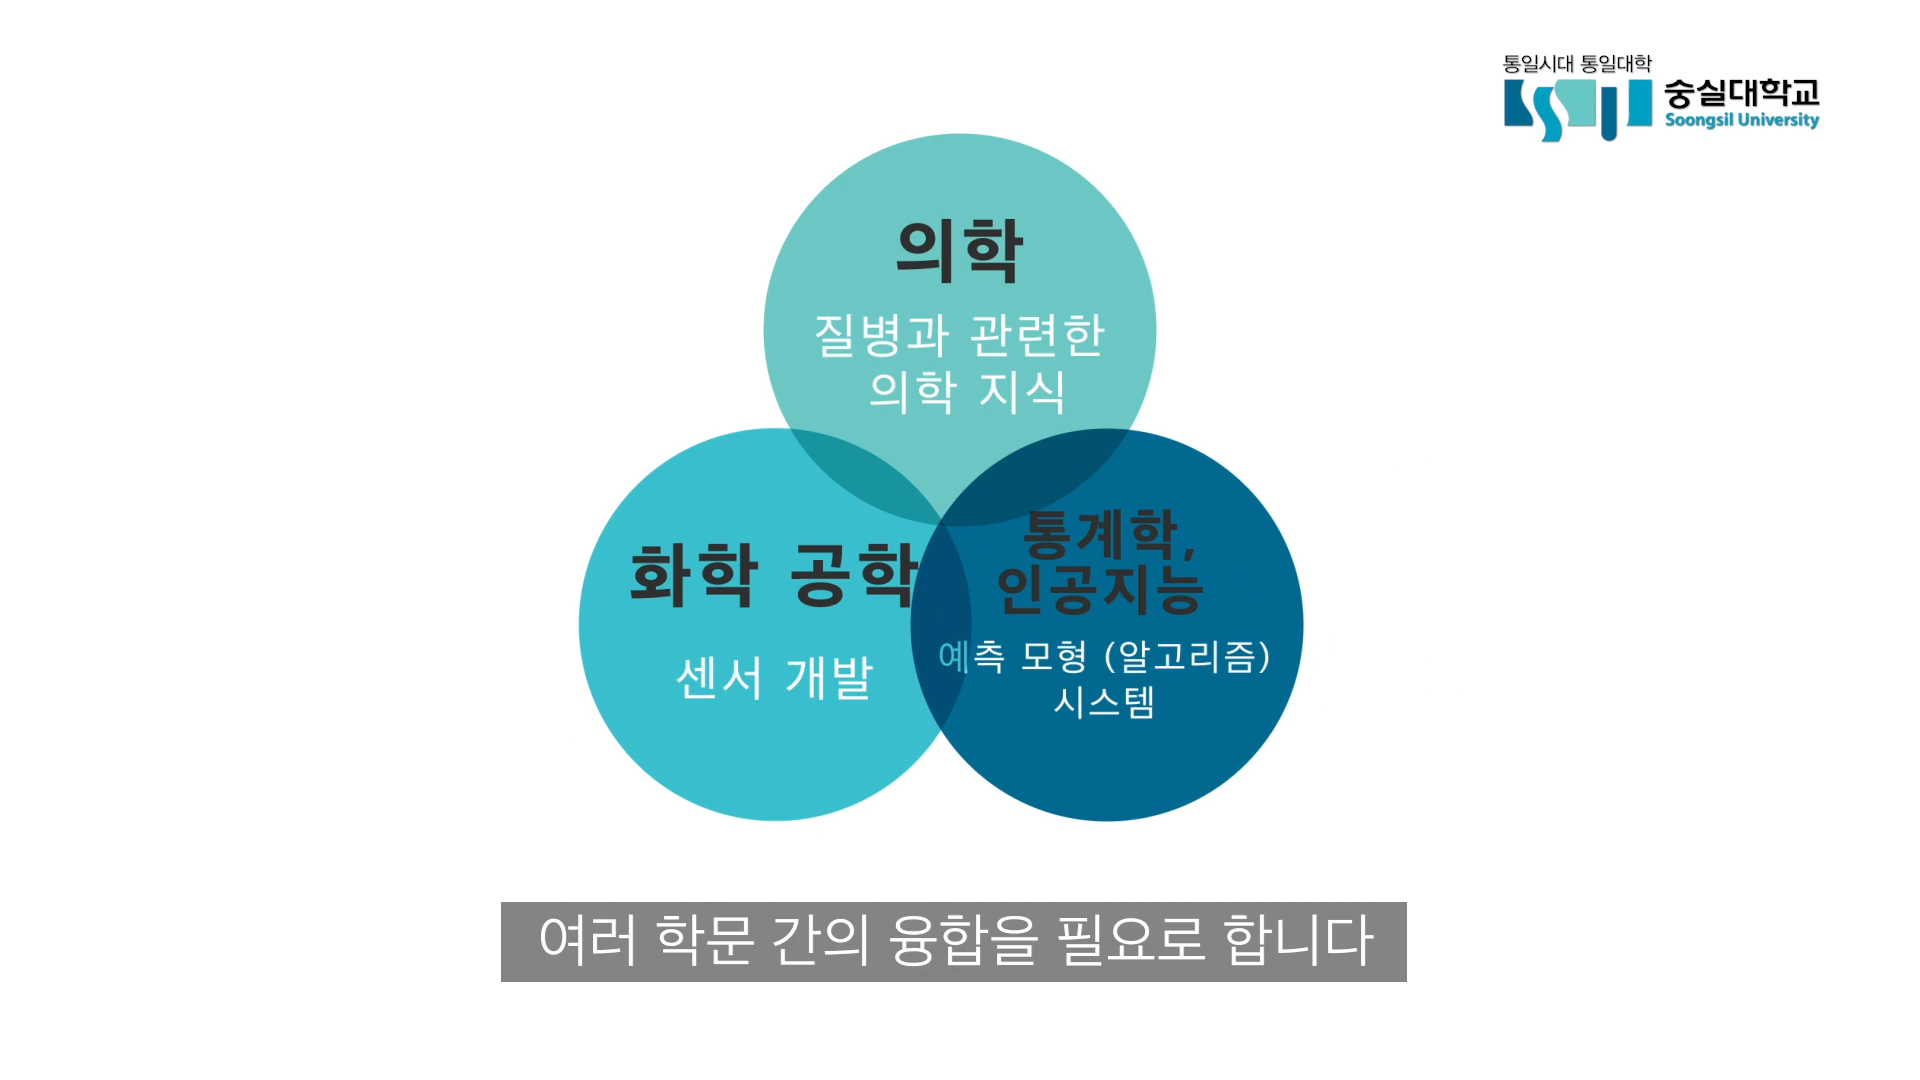 통일시대 통일대학
숭실대학교
Soongsil University
의학
질병과 관련한
의학 지식
화학 공학
센서 개발
통계학,
인공지능
예측 모형 (알고리즘)
시스템
여러 학문 간의 융합을 필요로 합니다